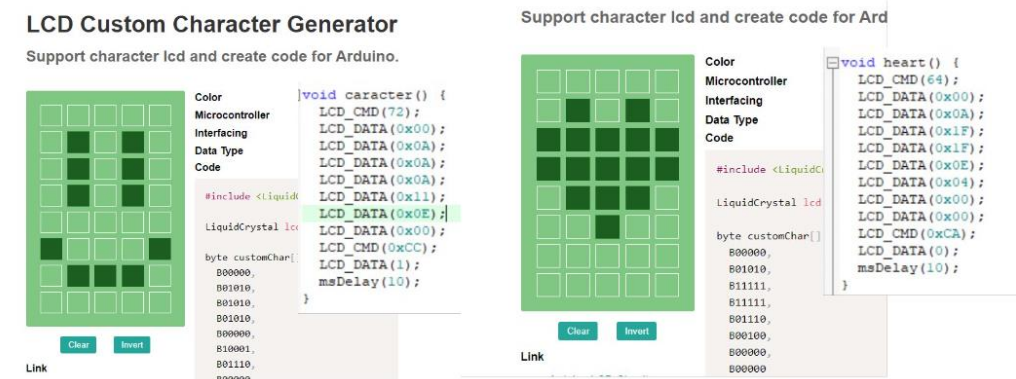 LCD Custom Character Generator
Support character lcd and create code for Arduino.
Color
Microcontroller
Interfacing
Data Type
Code
#include <Liquid
LiquidCrystal lc
byte customChar[
B00000,
B01010,
B01010,
B01010,
B00000,
B10001,
B01110,
B00000
Clear
Invert
Link
void caracter() {
LCD_CMD(72);
LCD_DATA(0x00);
LCD_DATA(0x0A);
LCD_DATA(0x0A);
LCD_DATA(0x0A);
LCD_DATA(0x11);
LCD_DATA(0x0E);
LCD_DATA(0x00);
LCD_CMD(0xCC);
LCD_DATA(1);
msDelay(10);
}
Support character lcd and create code for Ard
Color
Microcontroller
Interfacing
Data Type
Code
#include <LiquidC
LiquidCrystal lcd
byte customChar[]
B00000,
B01010,
B11111,
B11111,
B01110,
B00100,
B00000,
B00000
Clear
Invert
Link
void heart() {
LCD_CMD(64);
LCD_DATA(0x00);
LCD_DATA(0x0A);
LCD_DATA(0x1F);
LCD_DATA(0x1F);
LCD_DATA(0x0E);
LCD_DATA(0x04);
LCD_DATA(0x00);
LCD_DATA(0x00);
LCD_CMD(0xCA);
LCD_DATA(0);
msDelay(10);
}